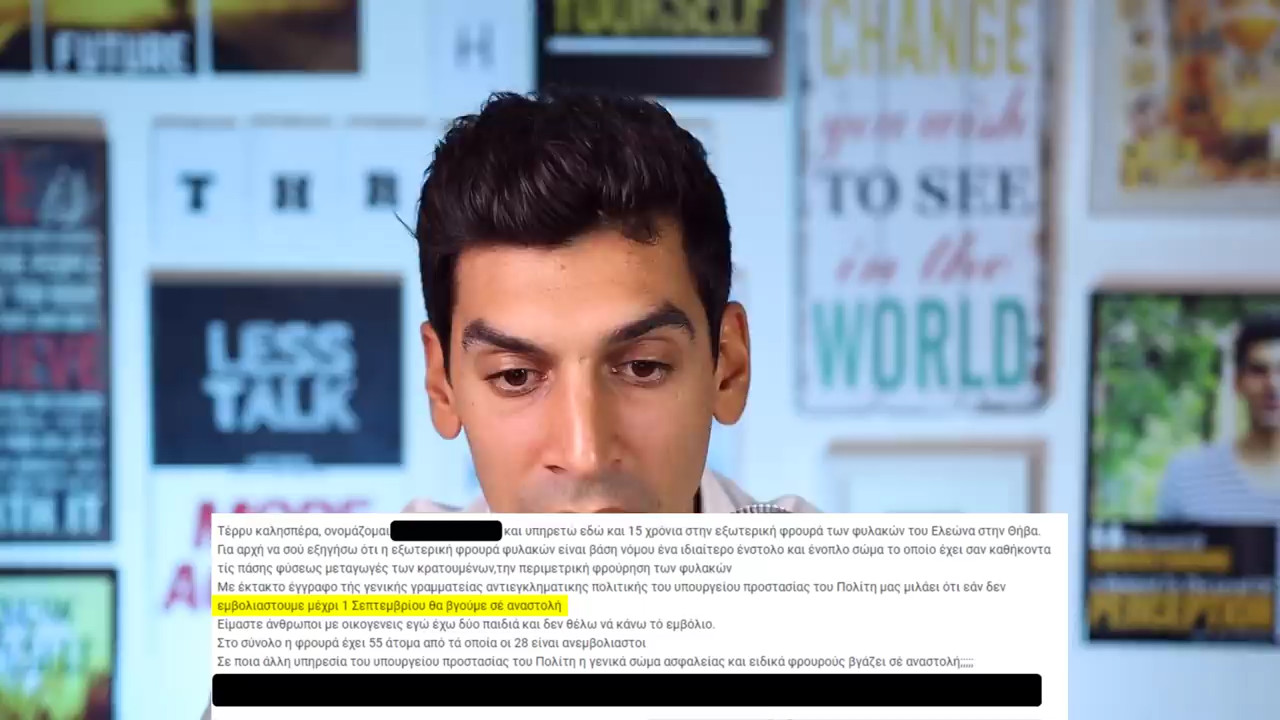 FUTURE
YOURSELF
H
CHANGE
you wish
TO SEE
in the
WORLD
T H R
LESS
TALK
MORE
Τέρρυ καλησπέρα, ονομάζομαι και υπηρετώ εδώ και 15 χρόνια στην εξωτερική φρουρά των φυλακών του Ελεώνα στην Θήβα.
Για αρχή να σού εξηγήσω ότι η εξωτερική φρουρά φυλακών είναι βάση νόμου ένα ιδιαίτερο ένστολο και ένοπλο σώμα το οποίο έχει σαν καθήκοντα
τίς πάσης φύσεως μεταγωγές των κρατουμένων,την περιμετρική φρούρηση των φυλακών
Με έκτακτο έγγραφο τής γενικής γραμματείας αντιεγκληματικης πολιτικής του υπουργείου προστασίας του Πολίτη μας μιλάει ότι εάν δεν
εμβολιαστουμε μέχρι 1 Σεπτεμβρίου θα βγούμε σέ αναστολή
Είμαστε άνθρωποι με οικογενεις εγώ έχω δύο παιδιά και δεν θέλω νά κάνω τό εμβόλιο.
Στο σύνολο η φρουρά έχει 55 άτομα από τά οποία οι 28 είναι ανεμβολιαστοι
Σε ποια άλλη υπηρεσία του υπουργείου προστασίας του Πολίτη η γενικά σώμα ασφαλείας και ειδικά φρουρούς βγάζει σέ αναστολή;;;;;